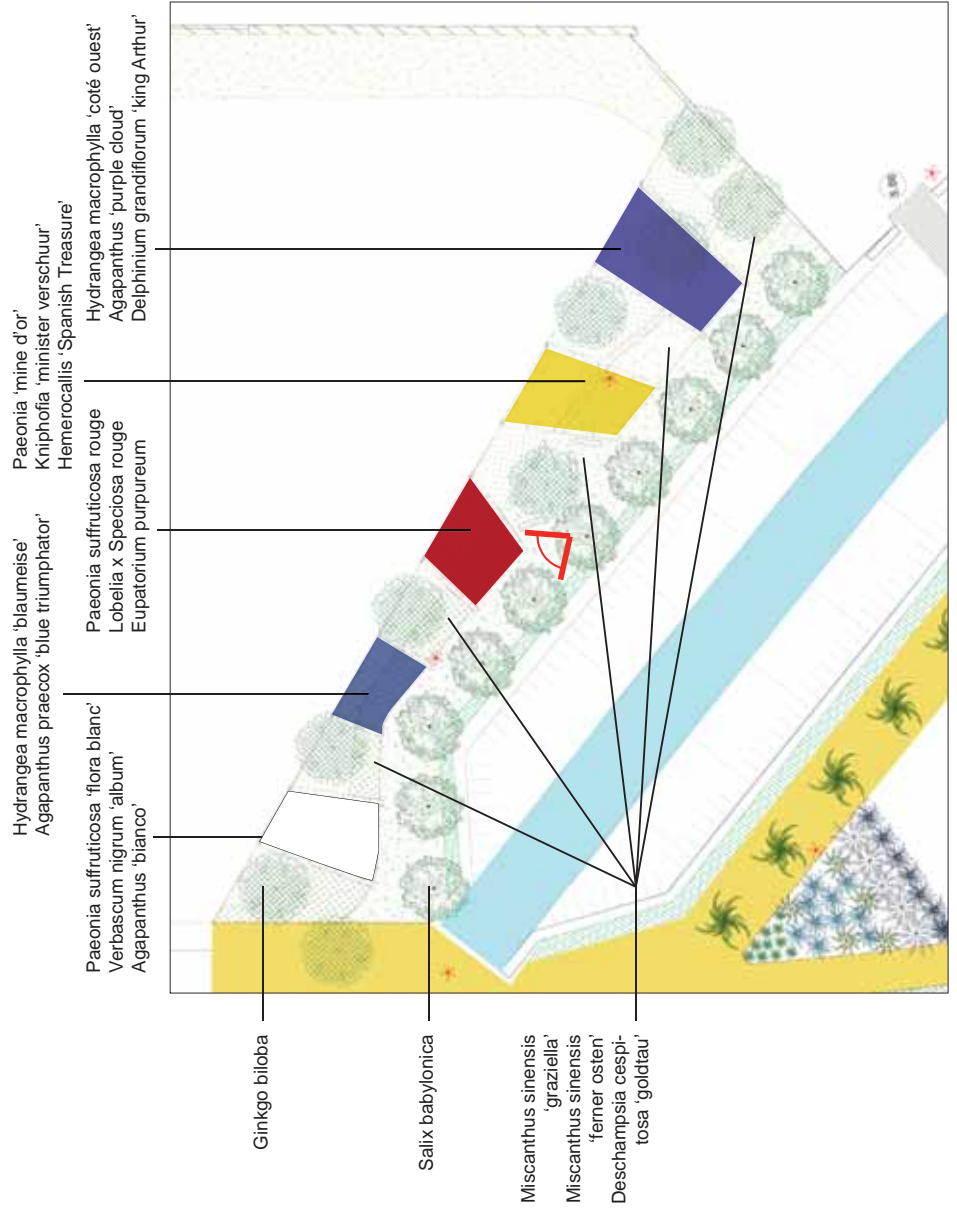 Ginkgo biloba
Salix babylonica
Miscanthus sinensis
‘graziella’
Miscanthus sinensis
‘ferner osten’
Deschampsia cespi-
tosa ‘goldtau’
Paeonia suffruticosa ‘flora blanc’
Verbascum nigrum ‘album’
Agapanthus ‘bianco’
Hydrangea macrophylla ‘blaumeise’
Agapanthus praecox ‘blue triumphator’
Paeonia suffruticosa rouge
Lobelia x Speciosa rouge
Eupatorium purpureum
Paeonia ‘mine d’or’
Kniphofia ‘minister verschuur’
Hemerocallis ‘Spanish Treasure’
Hydrangea macrophylla ‘coté ouest’
Agapanthus ‘purple cloud’
Delphinium grandiflorum ‘king Arthur’